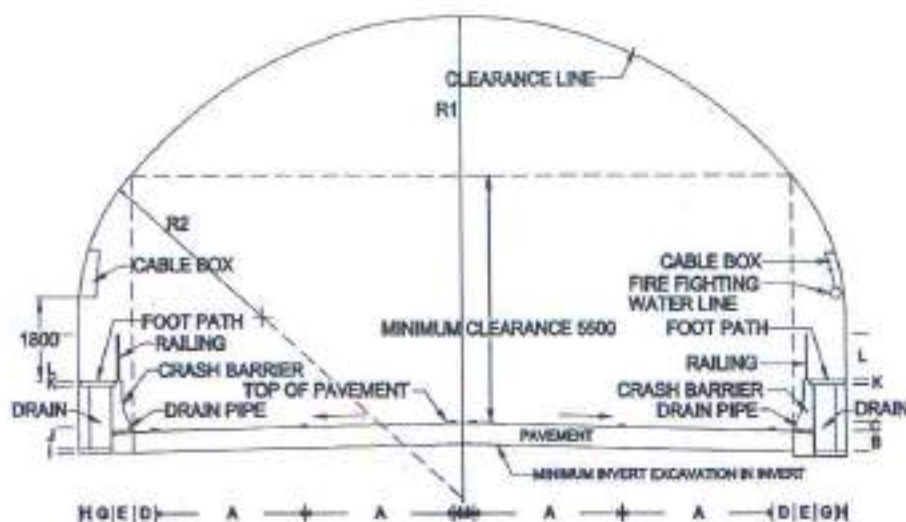 CLEARANCE LINE
R1
R2
CABLE BOX
CABLE BOX
FIRE FIGHTING
WATER LINE
1800
FOOT PATH
MINIMUM CLEARANCE 5500
FOOT PATH
RAILING
RAILING
L
L
K
CRASH BARRIER
CRASH BARRIER
K
TOP OF PAVEMENT
DRAIN
DRAIN PIPE
DRAIN PIPE
DRAIN
C
J
PAVEMENT
B
I
MINIMUM INVERT EXCAVATION IN INVERT
H G E D A A M A A D E G H